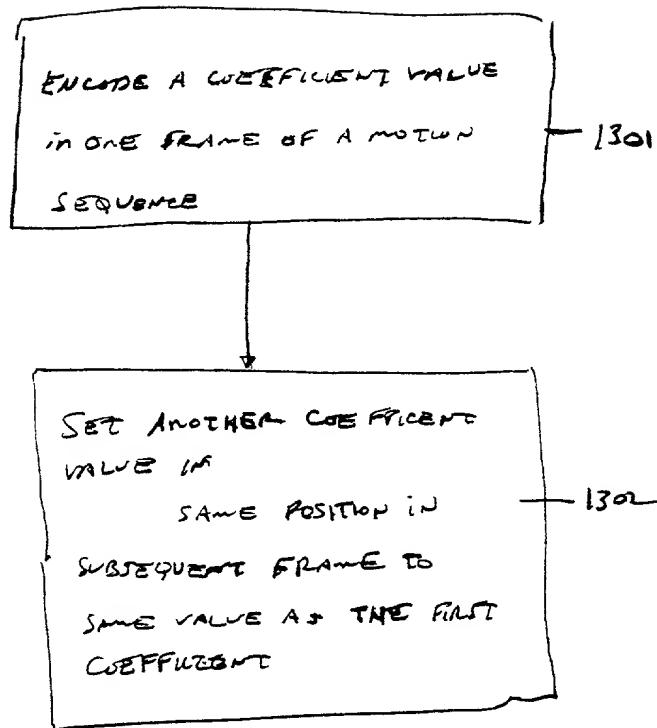 ENCODE A COEFFICIENT VALUE
in ONE FRAME OF A MOTION
SEQUENCE
1301
SET ANOTHER COEFFICENT
VALUE IN
SAME POSITION in
SUBSEQUENT FRAME TO
SAME VALUE AS THE FIRST
COEFFICIENT
1302